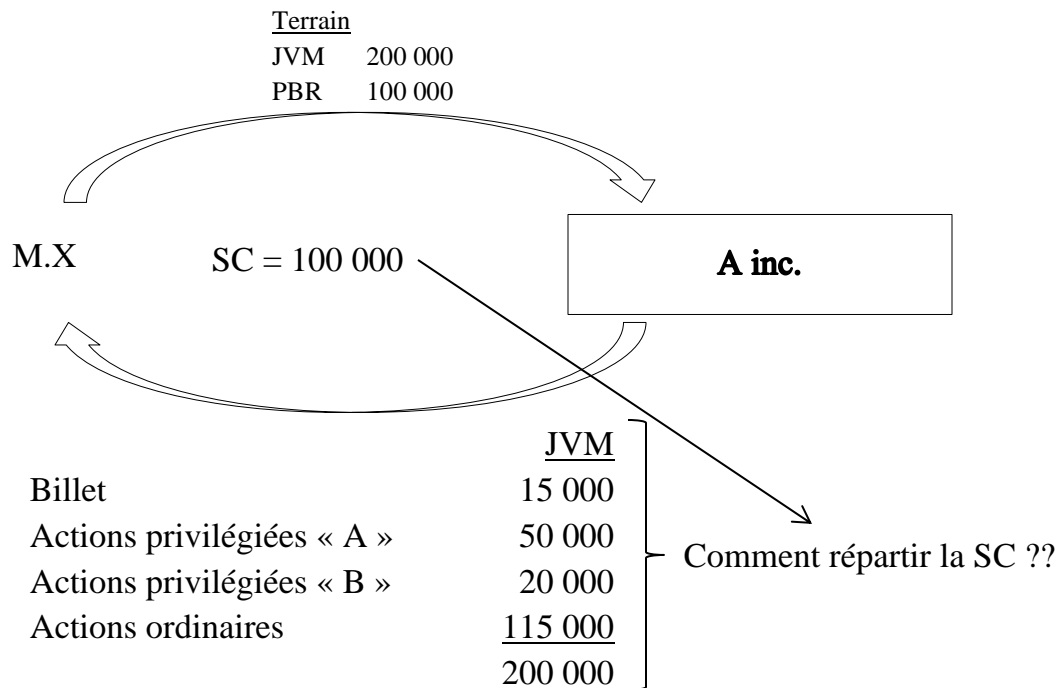 Terrain
JVM 200 000
PBR 100 000
M.X
SC = 100 000
A inc.
JVM
Billet 15 000
Actions privilégiées « A » 50 000
Actions privilégiées « B » 20 000
Actions ordinaires 115 000
200 000
Comment répartir la SC ??